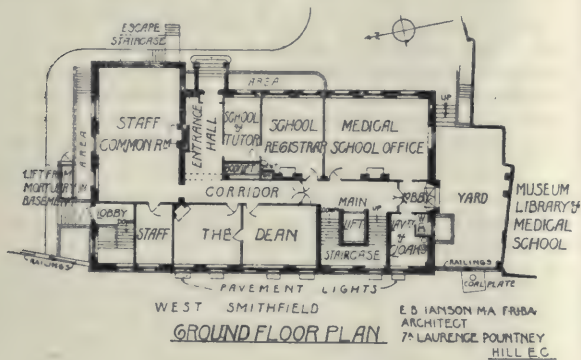 ESCAPE
STAIRCASE
AREA
STAFF
COMMON RM
ENTRANCE
HALL
SCHOOL
TUTOR
SCHOOL
REGISTRAR
MEDICAL
SCHOOL OFFICE
UP
AREA
LIFT FROM
MORTUARY IN
BASEMENT
CORRIDOR
LOBBY
STAFF
THE
DEAN
MAIN
LIFT
UP
STAIRCASE
LOBBY
LAVY &
CLOAKS
YARD
MUSEUM
LIBRARY &
MEDICAL
SCHOOL
RAILINGS
RAILINGS
COAL PLATE
PAVEMENT LIGHTS
WEST SMITHFIELD
GROUND FLOOR PLAN
E B IANSON MA FRIBA
ARCHITECT
7A LAURENCE POUNTNEY
HILL E C